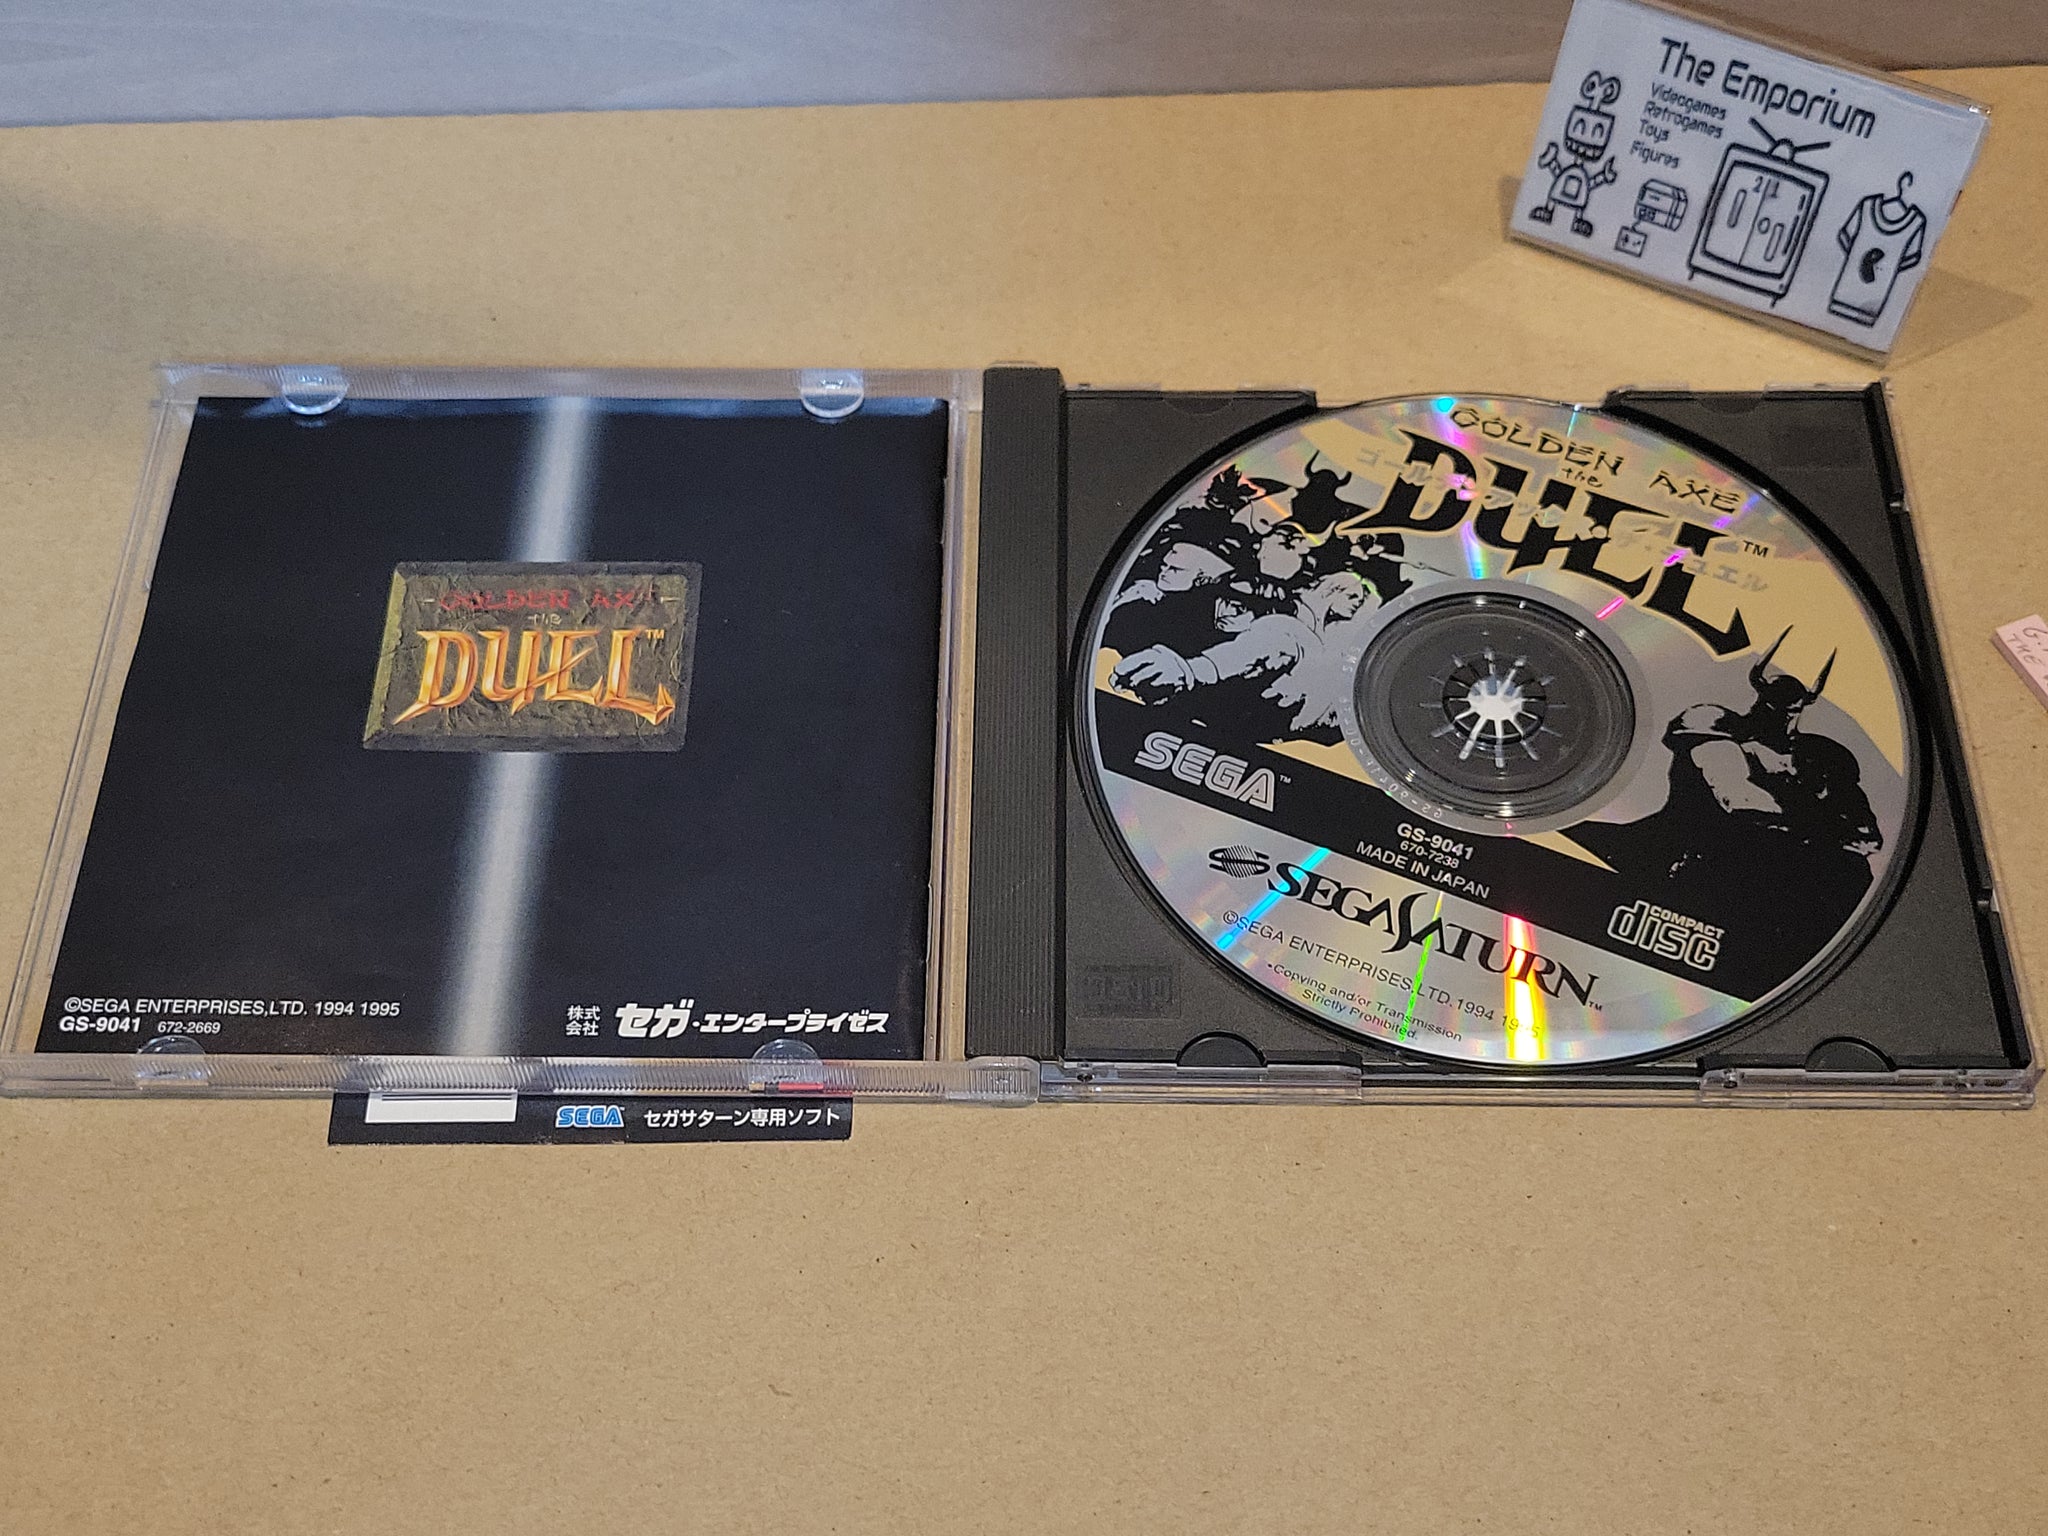 The Emporium
Videogames
Retrogames
Toys
Figures
GOLDEN AXE
the
DUEL™
©SEGA ENTERPRISES,LTD. 1994 1995
GS-9041 672-2669
株式会社 セガ・エンタープライゼス
SEGA セガサターン専用ソフト
GOLDEN AXE
the
DUEL™
ゴールデンアックス・ザ・デュエル
SEGA™
GS-9041
670-7238
MADE IN JAPAN
COMPACT
disc
SEGA SATURN™
©SEGA ENTERPRISES,LTD. 1994 1995
•Copying and/or Transmission
Strictly Prohibited.